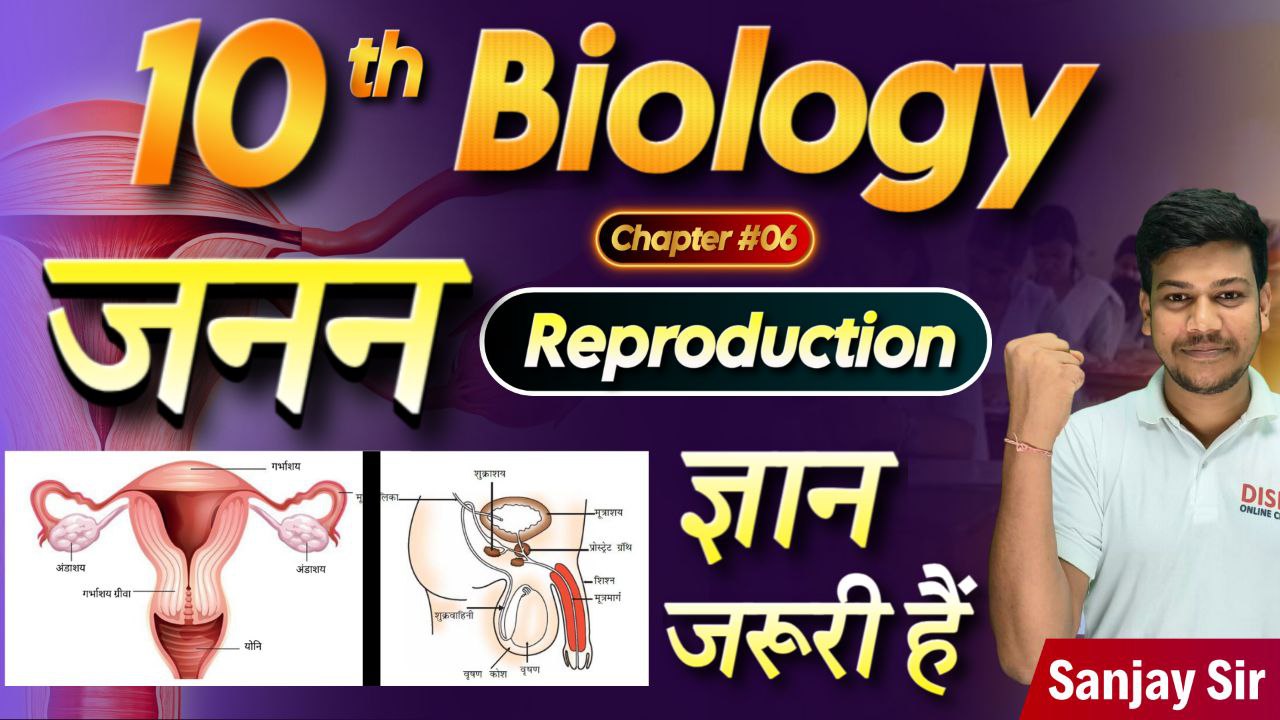 10th Biology
Chapter #06
जनन
Reproduction
गर्भाशय
अंडाशय
अंडाशय
गर्भाशय ग्रीवा
योनि
शुक्राशय
मूत्राशय
प्रोस्ट्रेट ग्रंथि
शिश्न
मूत्रमार्ग
शुक्रवाहिनी
वृषण कोश
वृषण
ज्ञान
जरूरी हैं
ONLINE
Sanjay Sir